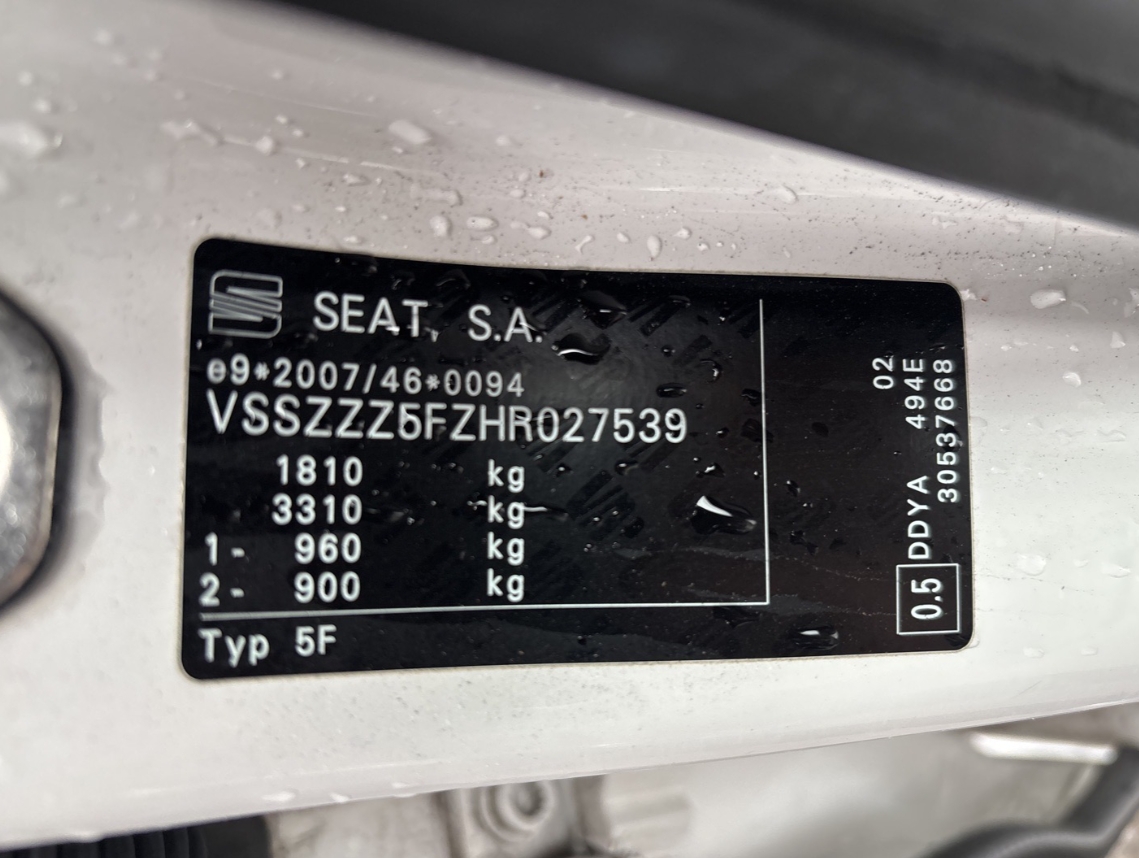 SEAT, S.A.
e9*2007/46*0094
VSSZZZ5FZHR027539
1810 kg
3310 kg
1- 960 kg
2- 900 kg
Typ 5F
02
0.5 DDYA 494E
30537668